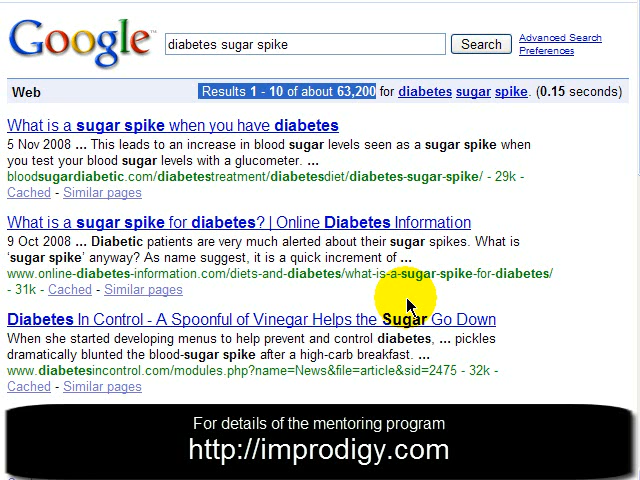 Google™
diabetes sugar spike
Search
Advanced Search
Preferences
Web
Results 1 - 10 of about 63,200 for diabetes sugar spike. (0.15 seconds)
What is a sugar spike when you have diabetes
5 Nov 2008 ... This leads to an increase in blood sugar levels seen as a sugar spike when
you test your blood sugar levels with a glucometer. ...
bloodsugardiabetic.com/diabetestreatment/diabetesdiet/diabetes-sugar-spike/ - 29k -
Cached - Similar pages
What is a sugar spike for diabetes? | Online Diabetes Information
9 Oct 2008 ... Diabetic patients are very much alerted about their sugar spikes. What is
'sugar spike' anyway? As name suggest, it is a quick increment of ...
www.online-diabetes-information.com/diets-and-diabetes/what-is-a-sugar-spike-for-diabetes/
- 31k - Cached - Similar pages
Diabetes In Control - A Spoonful of Vinegar Helps the Sugar Go Down
When she started developing menus to help prevent and control diabetes, ... pickles
dramatically blunted the blood-sugar spike after a high-carb breakfast. ...
www.diabetesincontrol.com/modules.php?name=News&file=article&sid=2475 - 32k -
Cached - Similar pages
For details of the mentoring program
http://improdigy.com